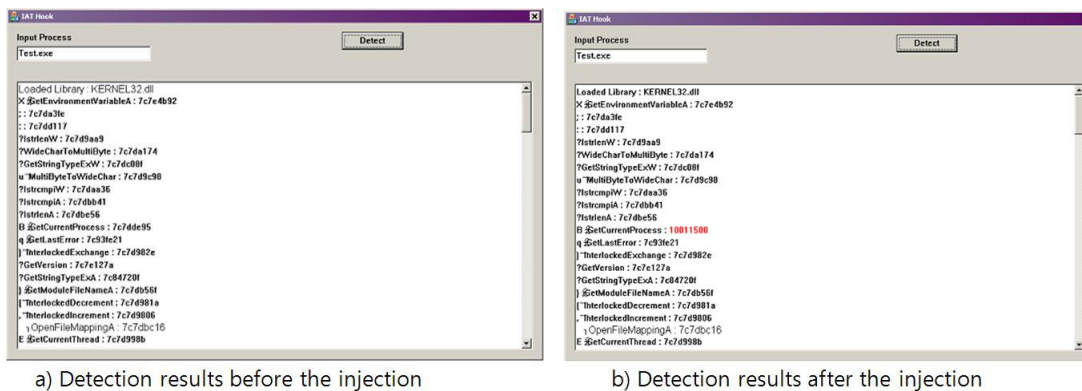 IAT Hook
Input Process
Detect
Test.exe
Loaded Library : KERNEL32.dll
GetEnvironmentVariableA : 7c7e4b92
; : 7c7da3fe
: : 7c7dd117
?lstrlenW : 7c7d9aa9
?WideCharToMultiByte : 7c7da174
?GetStringTypeExW : 7c7dc08f
u¨MultiByteToWideChar : 7c7d9c98
?lstrcmpiW : 7c7daa36
?lstrcmpiA : 7c7dbb41
?lstrlenA : 7c7dbe56
GetCurrentProcess : 7c7dde95
GetLastError : 7c93fe21
InterlockedExchange : 7c7d982e
?GetVersion : 7c7e127a
?GetStringTypeExA : 7c84720f
GetModuleFileNameA : 7c7db56f
InterlockedDecrement : 7c7d981a
InterlockedIncrement : 7c7d9806
OpenFileMappingA : 7c7dbc16
GetCurrentThread : 7c7d998b
a) Detection results before the injection
IAT Hook
Input Process
Detect
Test.exe
Loaded Library : KERNEL32.dll
GetEnvironmentVariableA : 7c7e4b92
; : 7c7da3fe
: : 7c7dd117
?lstrlenW : 7c7d9aa9
?WideCharToMultiByte : 7c7da174
?GetStringTypeExW : 7c7dc08f
u¨MultiByteToWideChar : 7c7d9c98
?lstrcmpiW : 7c7daa36
?lstrcmpiA : 7c7dbb41
?lstrlenA : 7c7dbe56
GetCurrentProcess : 10011500
GetLastError : 7c93fe21
InterlockedExchange : 7c7d982e
?GetVersion : 7c7e127a
?GetStringTypeExA : 7c84720f
GetModuleFileNameA : 7c7db56f
InterlockedDecrement : 7c7d981a
InterlockedIncrement : 7c7d9806
OpenFileMappingA : 7c7dbc16
GetCurrentThread : 7c7d998b
b) Detection results after the injection